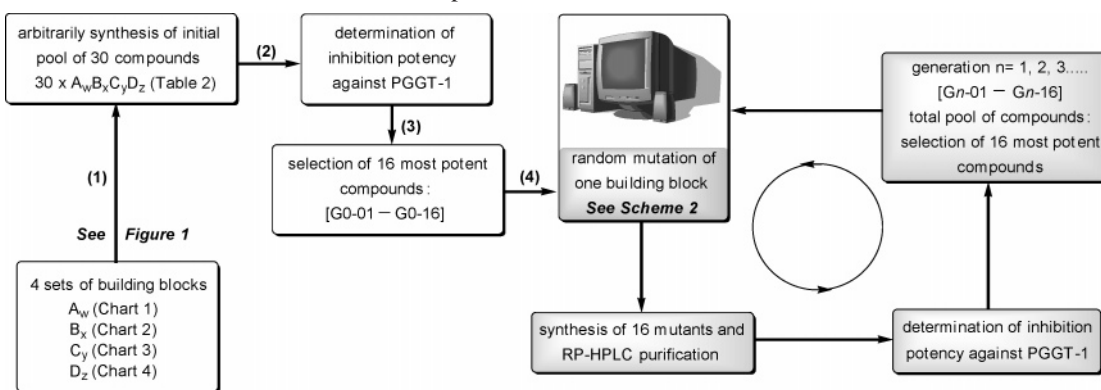 arbitrarily synthesis of initial
pool of 30 compounds
30 x AwBxCyDz (Table 2)
(2)
determination of
inhibition potency
against PGGT-1
(3)
selection of 16 most potent
compounds :
[G0-01 – G0-16]
(4)
(1)
See Figure 1
4 sets of building blocks
Aw (Chart 1)
Bx (Chart 2)
Cy (Chart 3)
Dz (Chart 4)
random mutation of
one building block
See Scheme 2
synthesis of 16 mutants and
RP-HPLC purification
determination of inhibition
potency against PGGT-1
generation n= 1, 2, 3.....
[Gn-01 – Gn-16]
total pool of compounds :
selection of 16 most potent
compounds